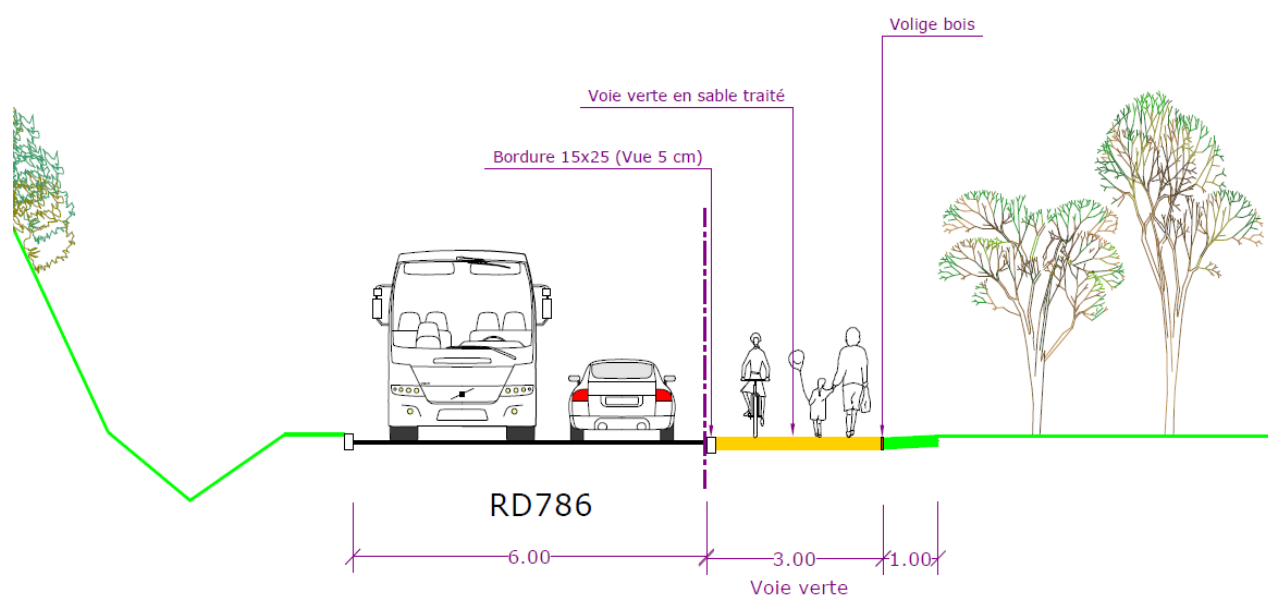 Volige bois
Voie verte en sable traité
Bordure 15x25 (Vue 5 cm)
RD786
6.00
3.00
1.00
Voie verte